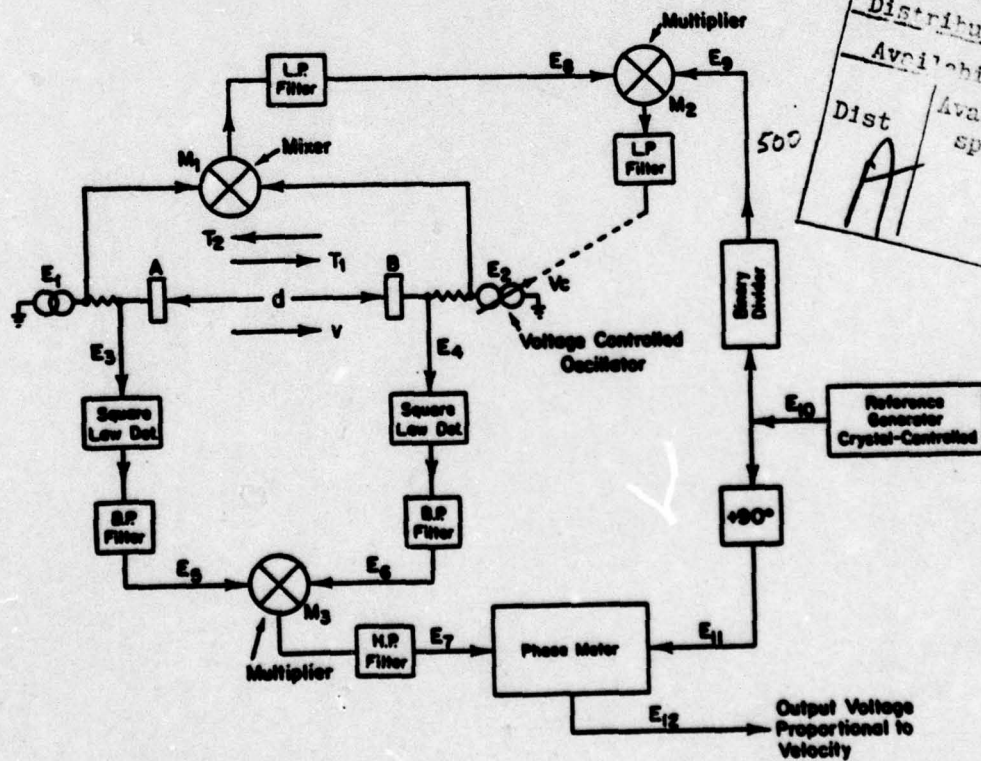 Multiplier
L.P.
Filter
E8
E9
M2
Distribu
Dist
M1
Mixer
L.P.
Filter
500
T2
T1
E1
A
d
B
E2
Vc
V
Voltage Controlled
Oscillator
Binary
Divider
E3
E4
Square
Law Det.
Square
Law Det.
E10
Reference
Generator
Crystal-Controlled
B.P.
Filter
B.P.
Filter
+90°
E5
E6
M3
Multiplier
H.P.
Filter
E7
Phase Meter
E11
E12
Output Voltage
Proportional to
Velocity